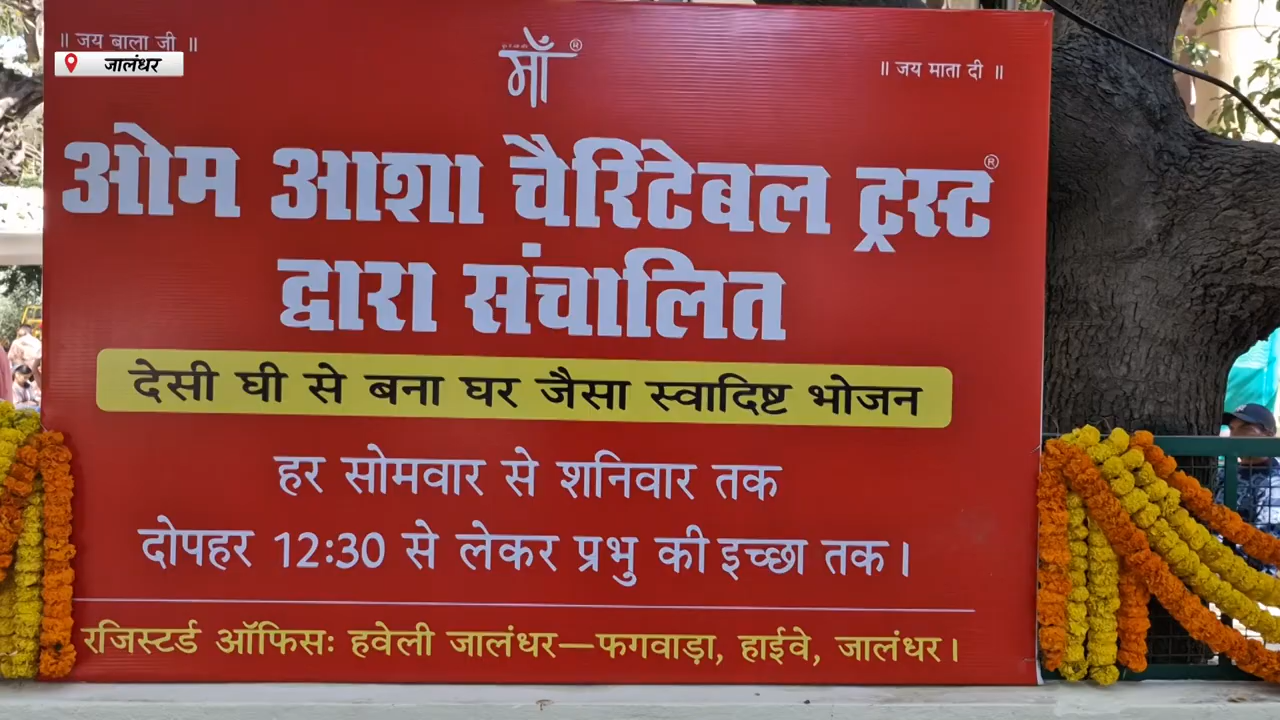 ॥ जय बाला जी ॥
जालंधर
माँ ®
॥ जय माता दी ॥
ओम आशा चैरिटेबल ट्रस्ट ®
द्वारा संचालित
देसी घी से बना घर जैसा स्वादिष्ट भोजन
हर सोमवार से शनिवार तक
दोपहर 12:30 से लेकर प्रभु की इच्छा तक।
रजिस्टर्ड ऑफिसः हवेली जालंधर—फगवाड़ा, हाईवे, जालंधर।